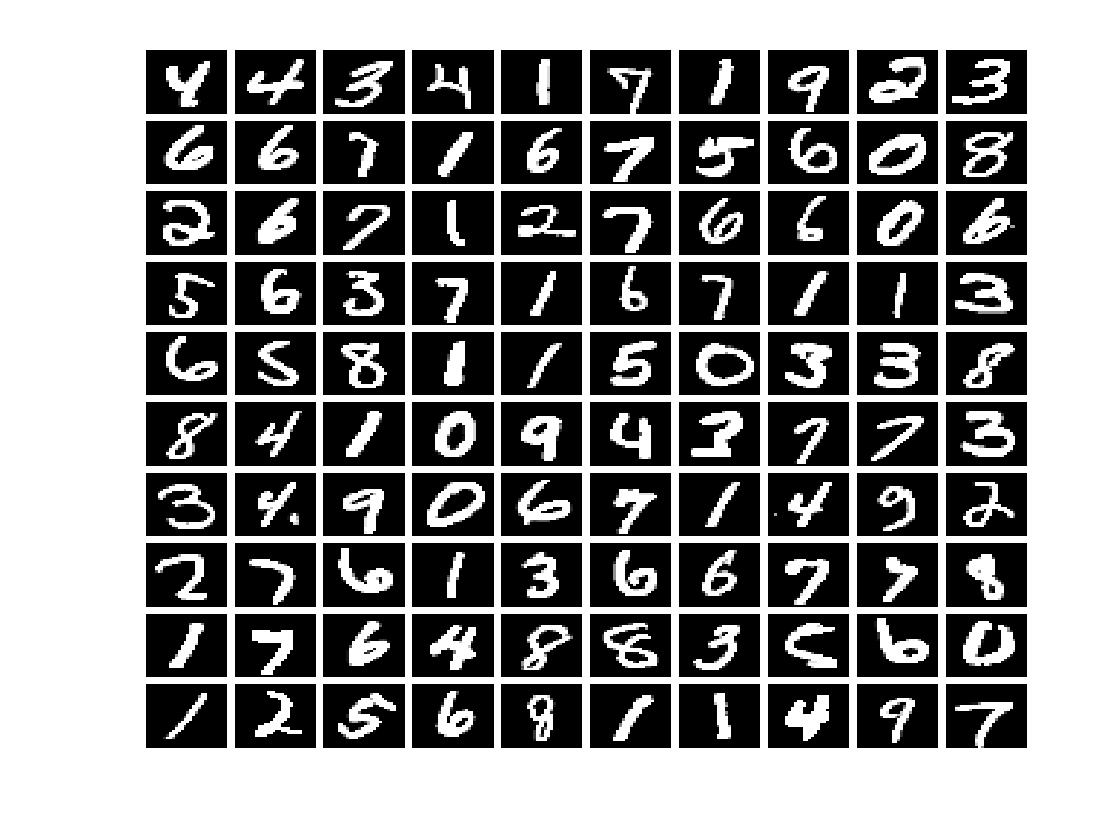 4 4 3 4 1 7 1 9 2 3
6 6 7 1 6 7 5 6 0 8
2 6 7 1 2 7 6 6 0 6
5 6 3 7 1 6 7 1 1 3
6 5 8 1 1 5 0 3 3 8
8 4 1 0 9 4 3 7 7 3
3 4 9 0 6 7 1 4 9 2
2 7 6 1 3 6 6 7 7 8
1 7 6 4 8 8 3 5 6 0
1 2 5 6 8 1 1 4 9 7